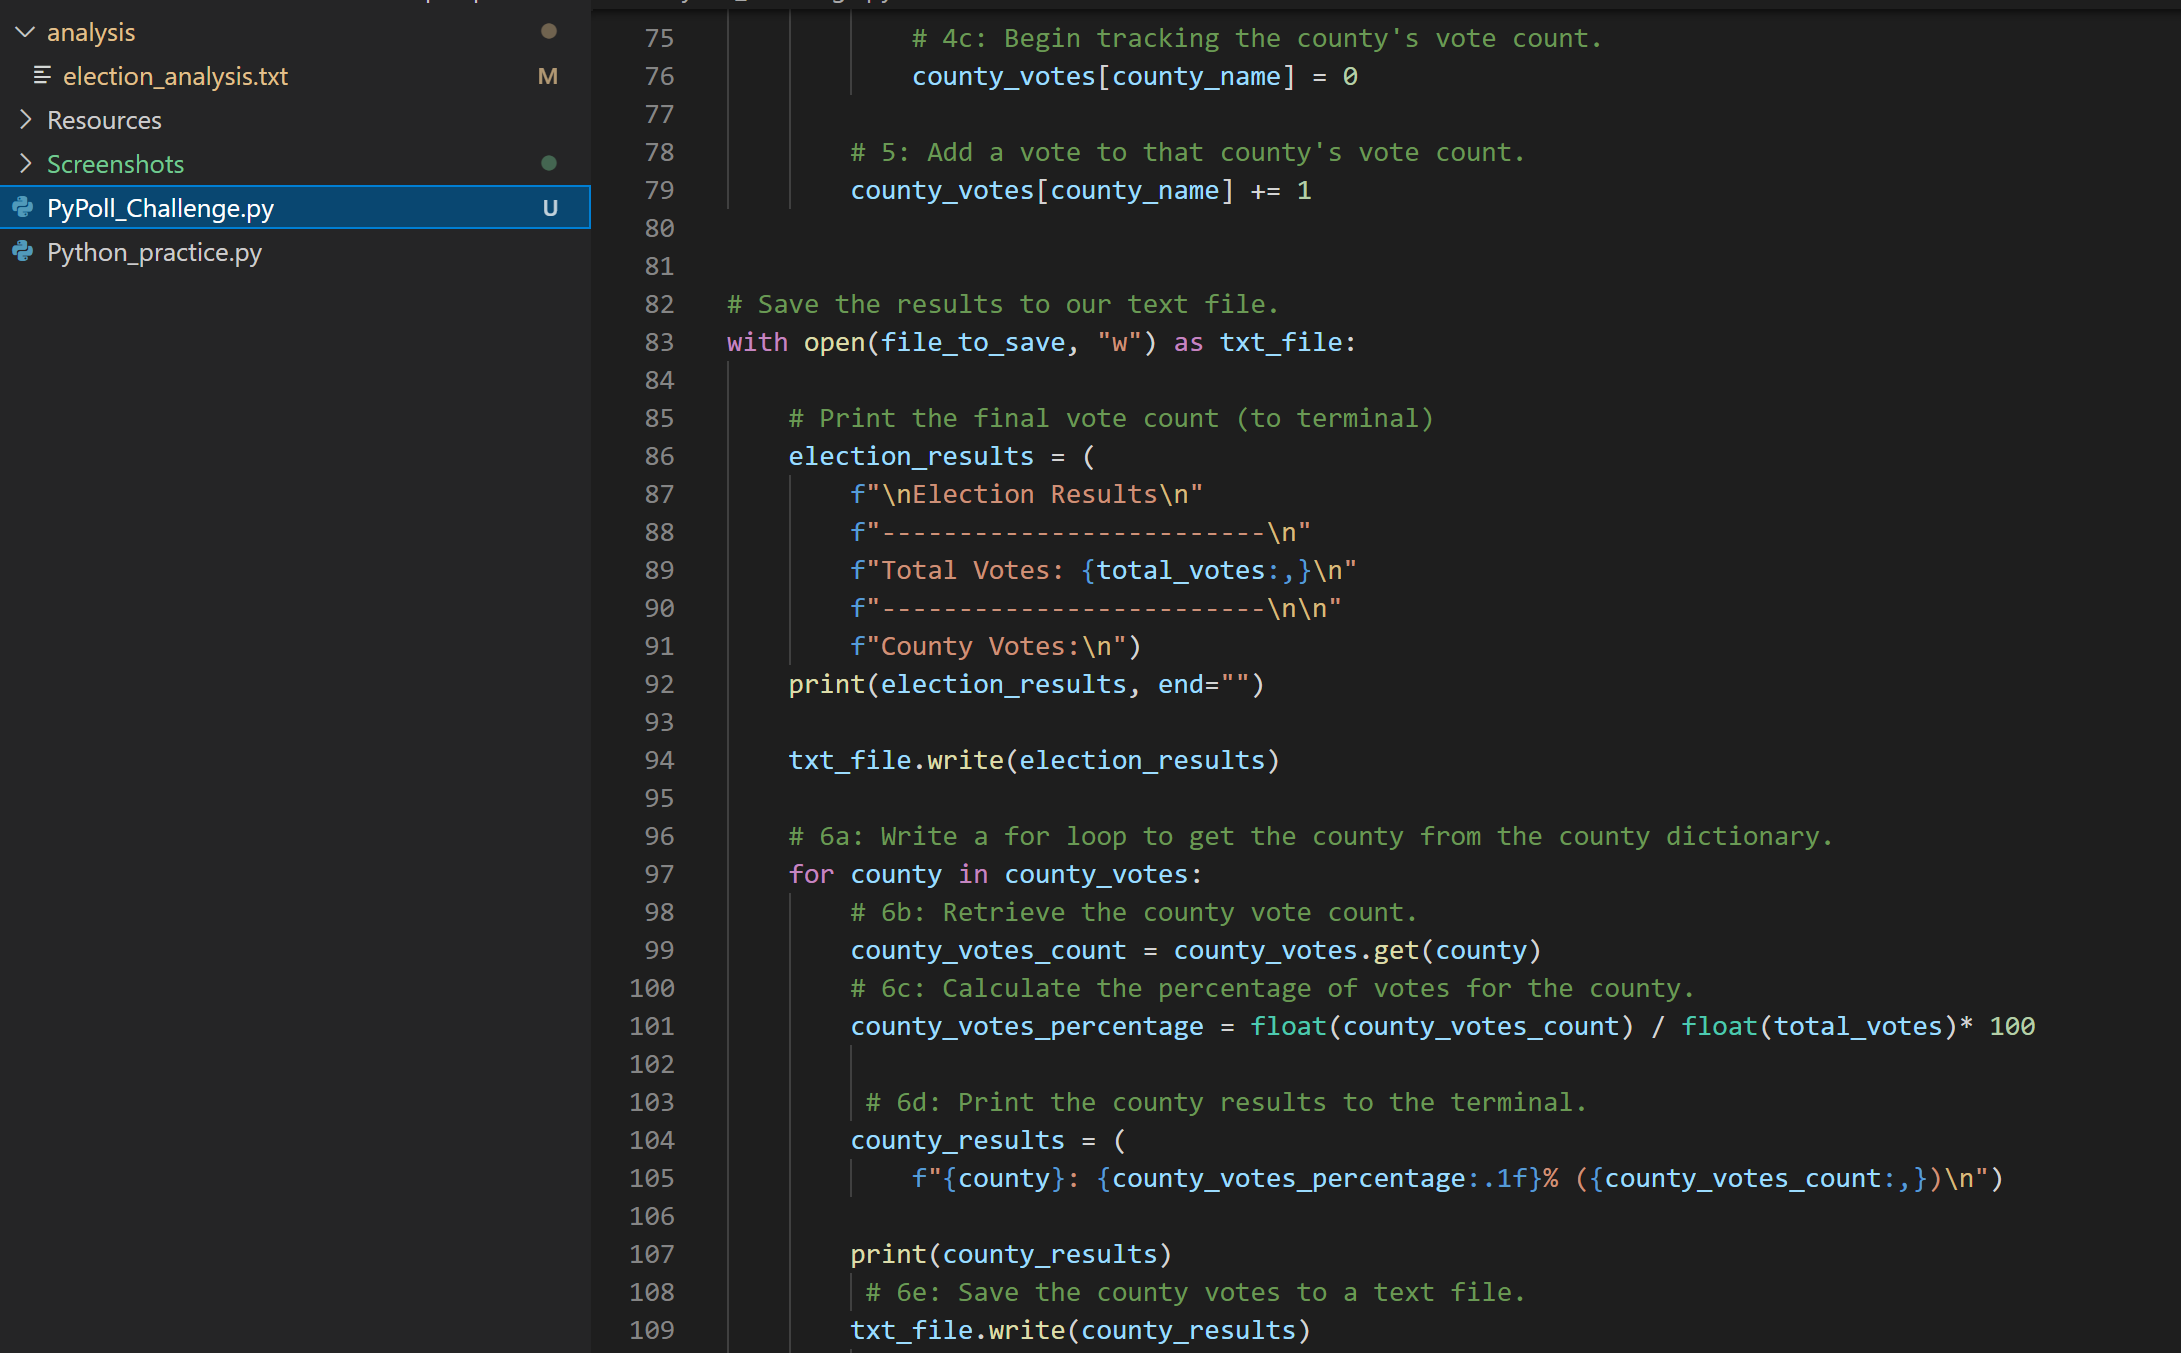 analysis
election_analysis.txt M
Resources
Screenshots
PyPoll_Challenge.py U
Python_practice.py
75 # 4c: Begin tracking the county's vote count.
76 county_votes[county_name] = 0
77
78 # 5: Add a vote to that county's vote count.
79 county_votes[county_name] += 1
80
81
82 # Save the results to our text file.
83 with open(file_to_save, "w") as txt_file:
84
85 # Print the final vote count (to terminal)
86 election_results = (
87 f"\nElection Results\n"
88 f"-------------------------\n"
89 f"Total Votes: {total_votes:,}\n"
90 f"-------------------------\n\n"
91 f"County Votes:\n")
92 print(election_results, end="")
93
94 txt_file.write(election_results)
95
96 # 6a: Write a for loop to get the county from the county dictionary.
97 for county in county_votes:
98 # 6b: Retrieve the county vote count.
99 county_votes_count = county_votes.get(county)
100 # 6c: Calculate the percentage of votes for the county.
101 county_votes_percentage = float(county_votes_count) / float(total_votes)* 100
102
103 # 6d: Print the county results to the terminal.
104 county_results = (
105 f"{county}: {county_votes_percentage:.1f}% ({county_votes_count:,})\n")
106
107 print(county_results)
108 # 6e: Save the county votes to a text file.
109 txt_file.write(county_results)